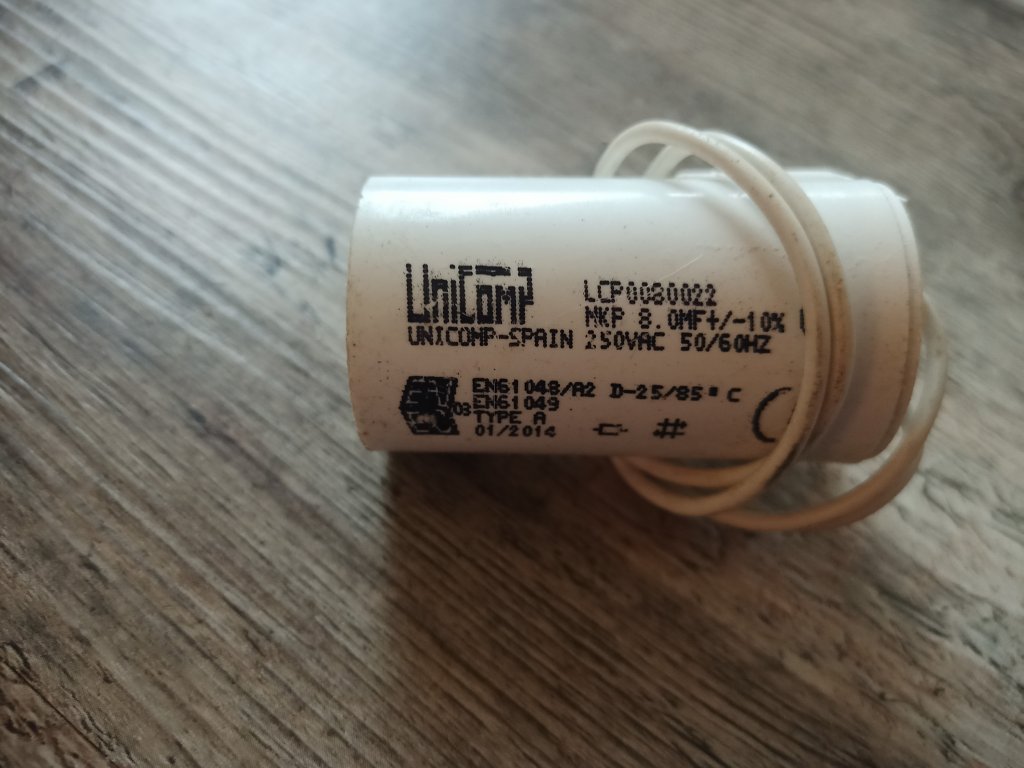 UNICOMP
UNICOMP-SPAIN
LCP0080022
MKP 8.0MF+/-10%
250VAC 50/60HZ
03
EN61048/A2 D-25/85°C
EN61049
TYPE A
01/2014